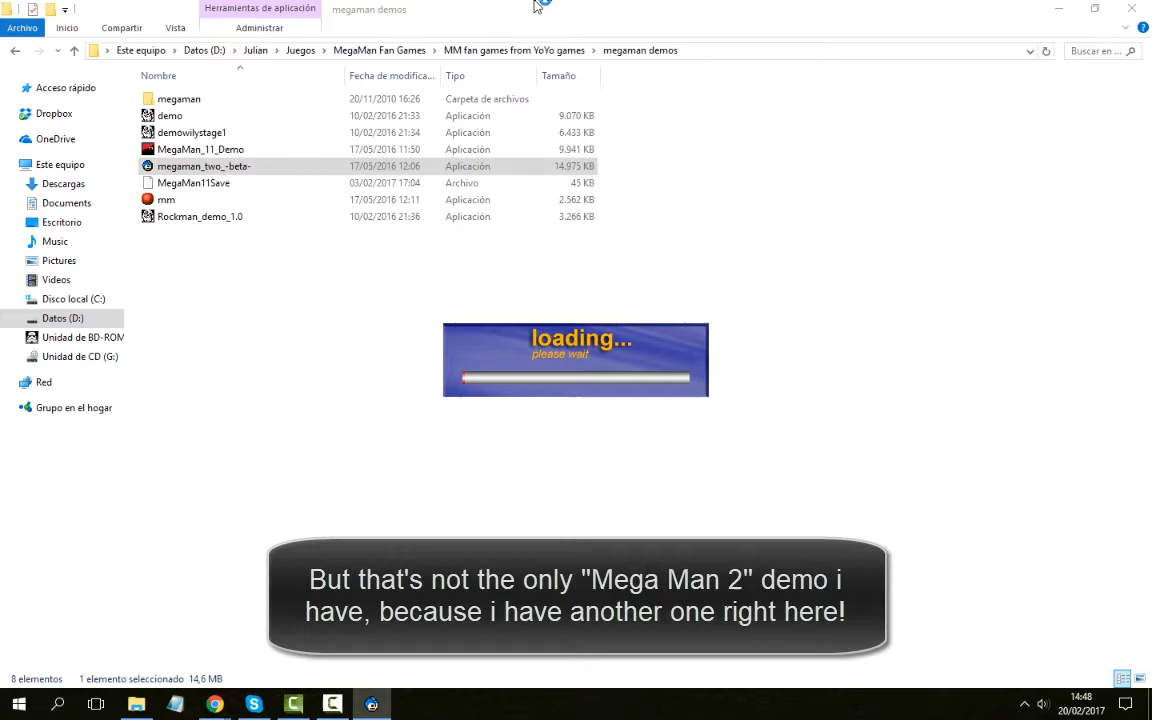 Herramientas de aplicación
megaman demos
Archivo
Inicio
Compartir
Vista
Administrar
Este equipo > Datos (D:) > Julian > Juegos > MegaMan Fan Games > MM fan games from YoYo games > megaman demos
Buscar en ...
Nombre
Fecha de modifica...
Tipo
Tamaño
Acceso rápido
Dropbox
OneDrive
Este equipo
Descargas
Documents
Escritorio
Music
Pictures
Videos
Disco local (C:)
Datos (D:)
Unidad de BD-ROM
Unidad de CD (G:)
Red
Grupo en el hogar
megaman 20/11/2010 16:26 Carpeta de archivos
demo 10/02/2016 21:33 Aplicación 9.070 KB
demowilystage1 10/02/2016 21:34 Aplicación 6.433 KB
MegaMan_11_Demo 17/05/2016 11:50 Aplicación 9.941 KB
megaman_two_-beta- 17/05/2016 12:06 Aplicación 14.975 KB
MegaMan11Save 03/02/2017 17:04 Archivo 45 KB
mm 17/05/2016 12:11 Aplicación 2.562 KB
Rockman_demo_1.0 10/02/2016 21:36 Aplicación 3.266 KB
loading...
please wait
But that's not the only "Mega Man 2" demo i
have, because i have another one right here!
8 elementos
1 elemento seleccionado 14,6 MB
14:48
20/02/2017